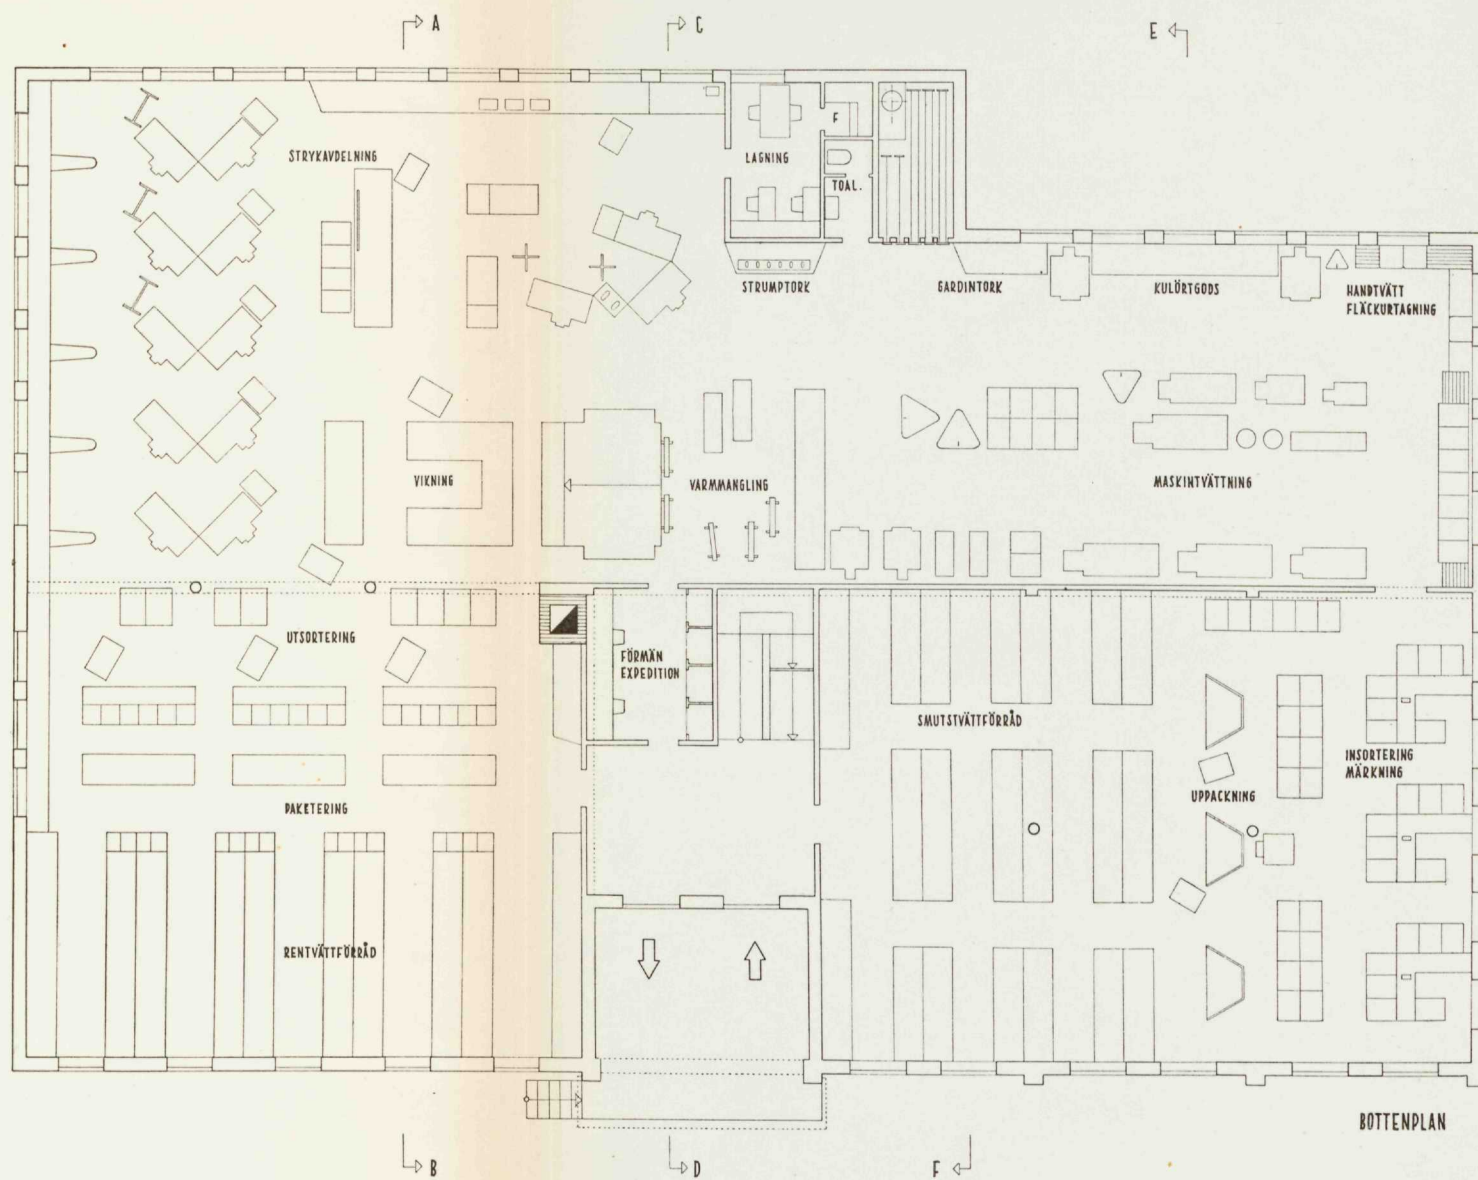 A
C
E
STRYKAVDELNING
LAGNING
F
TOAL.
STRUMPTORK
GARDINTORK
KULÖRTGODS
HANDTVÄTT
FLÄCKURTAGNING
VIKNING
VARMMANGLING
MASKINTVÄTTNING
UTSORTERING
FÖRMÄN
EXPEDITION
SMUTSTVÄTTFÖRRÅD
INSORTERING
MÄRKNING
UPPACKNING
PAKETERING
RENTVÄTTFÖRRÅD
BOTTENPLAN
B
D
F